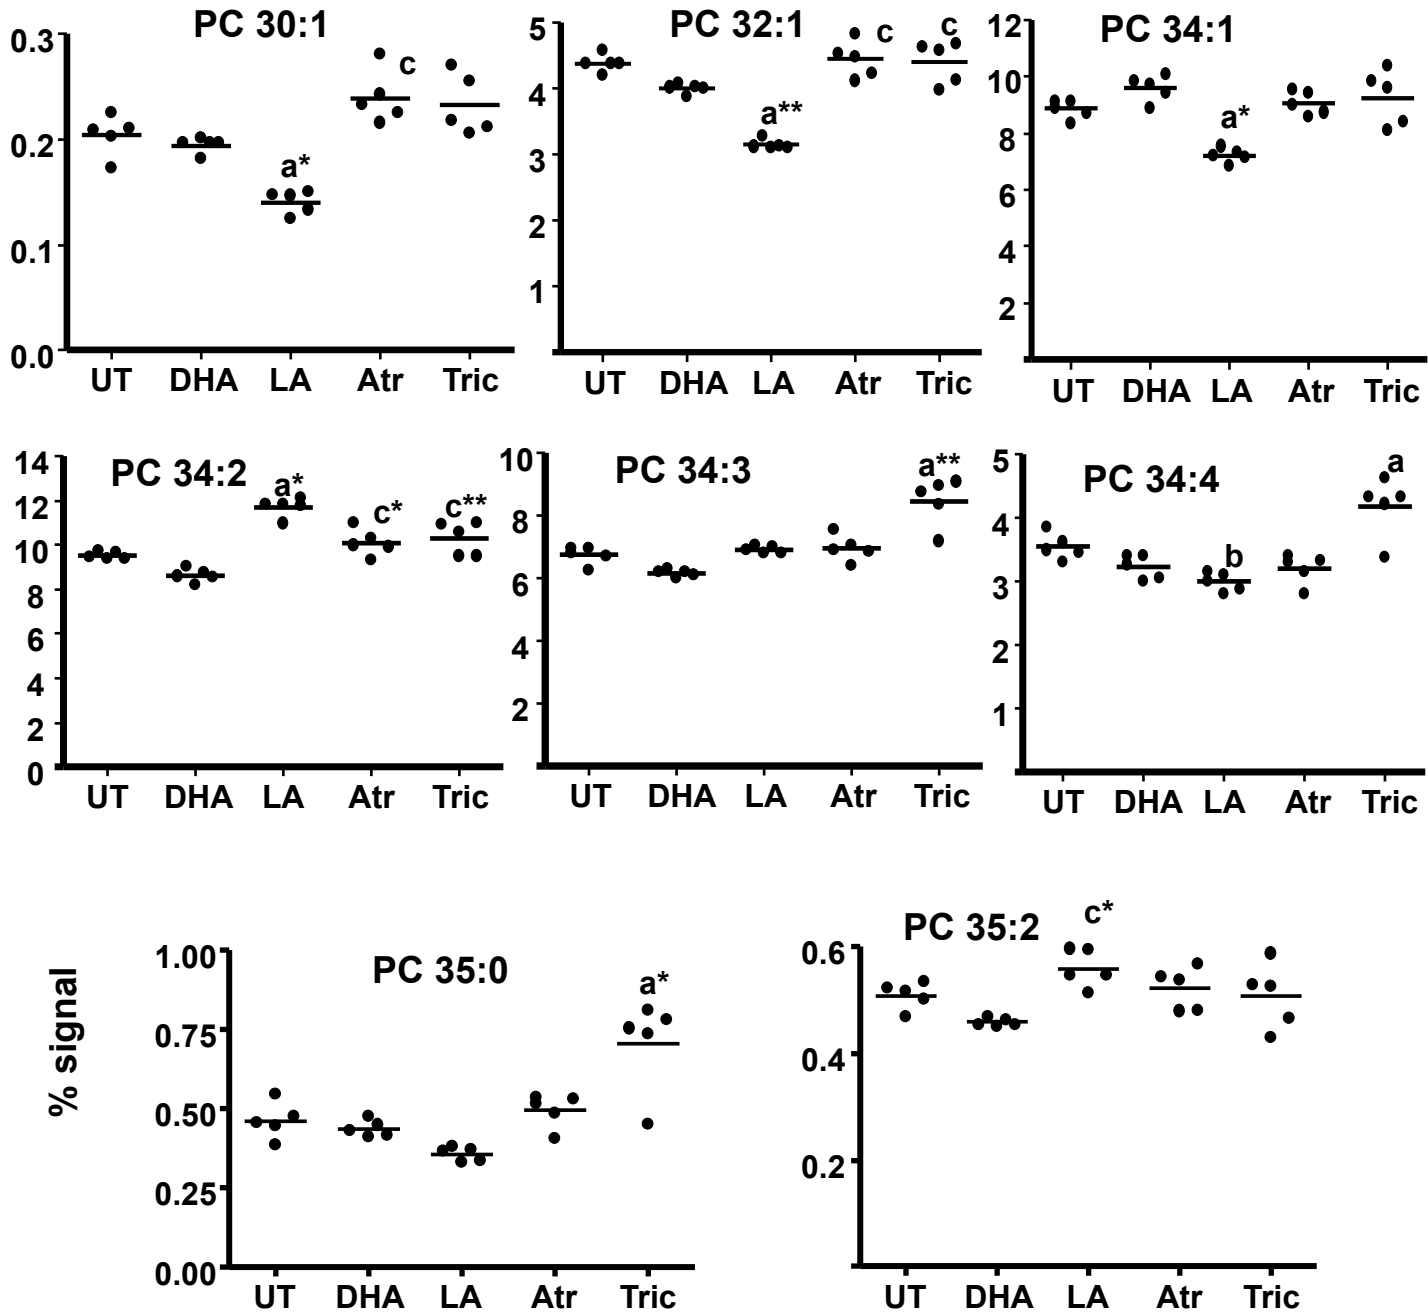 PC 30:1
0.3
0.2
0.1
0.0
a*
c
UT DHA LA Atr Tric
PC 32:1
5
4
3
2
1
a**
c
c
UT DHA LA Atr Tric
PC 34:1
12
10
8
6
4
2
a*
UT DHA LA Atr Tric
PC 34:2
14
12
10
8
6
4
2
0
a*
c*
c**
UT DHA LA Atr Tric
PC 34:3
10
8
6
4
2
a**
UT DHA LA Atr Tric
PC 34:4
5
4
3
2
1
b
a
UT DHA LA Atr Tric
% signal
PC 35:0
1.00
0.75
0.50
0.25
0.00
a*
UT DHA LA Atr Tric
PC 35:2
0.6
0.4
0.2
c*
UT DHA LA Atr Tric